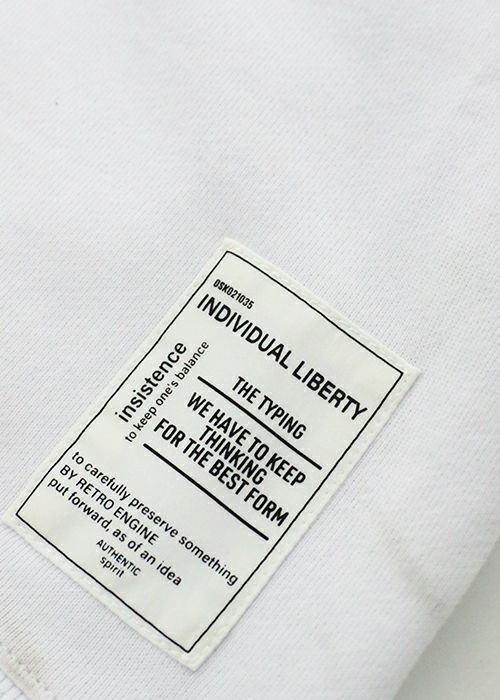 OSK021035
INDIVIDUAL LIBERTY
insistence
to keep one's balance
THE TYPING
WE HAVE TO KEEP
THINKING
FOR THE BEST FORM
to carefully preserve something
BY RETRO ENGINE
put forward, as of an idea
AUTHENTIC
spirit